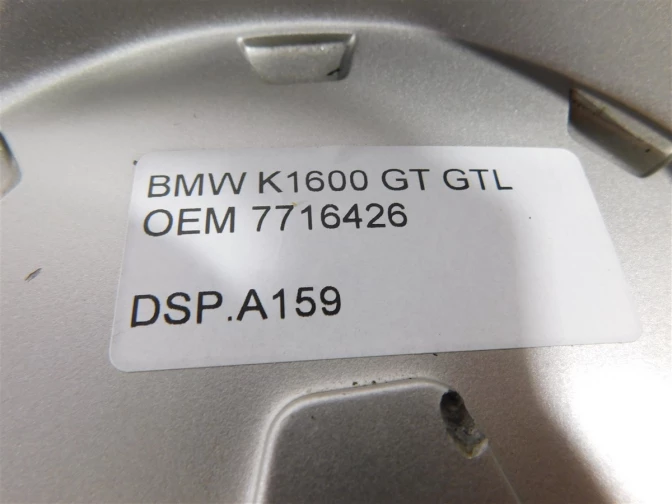 BMW K1600 GT GTL
OEM 7716426
DSP.A159